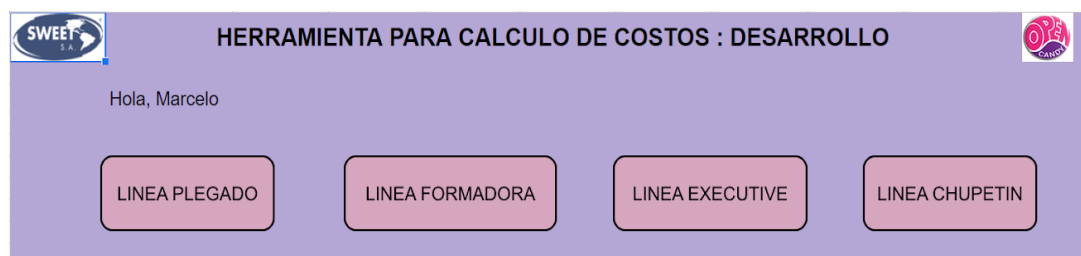 SWEET
S.A.
HERRAMIENTA PARA CALCULO DE COSTOS : DESARROLLO
OPEN
CANDY
Hola, Marcelo
LINEA PLEGADO
LINEA FORMADORA
LINEA EXECUTIVE
LINEA CHUPETIN